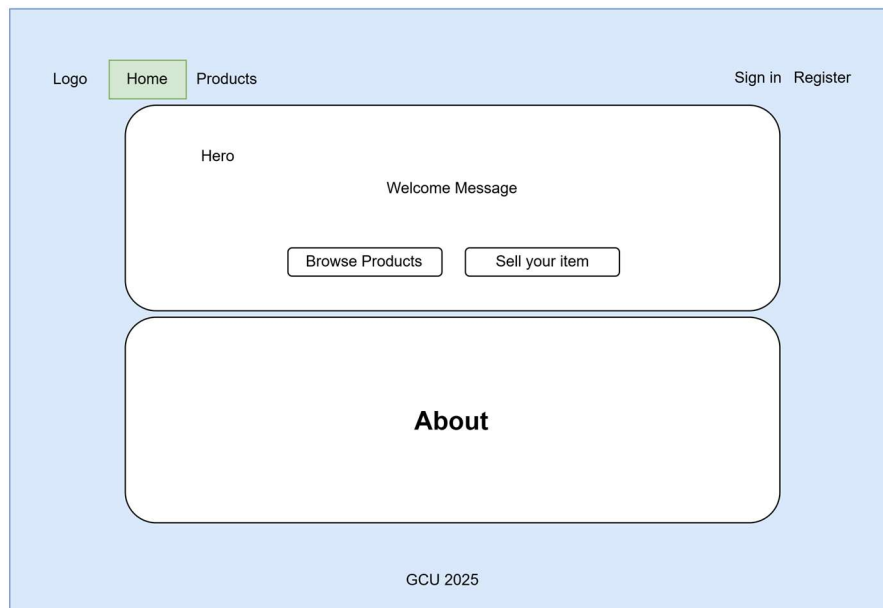 Logo Home Products Sign in Register
Hero
Welcome Message
Browse Products Sell your item
About
GCU 2025